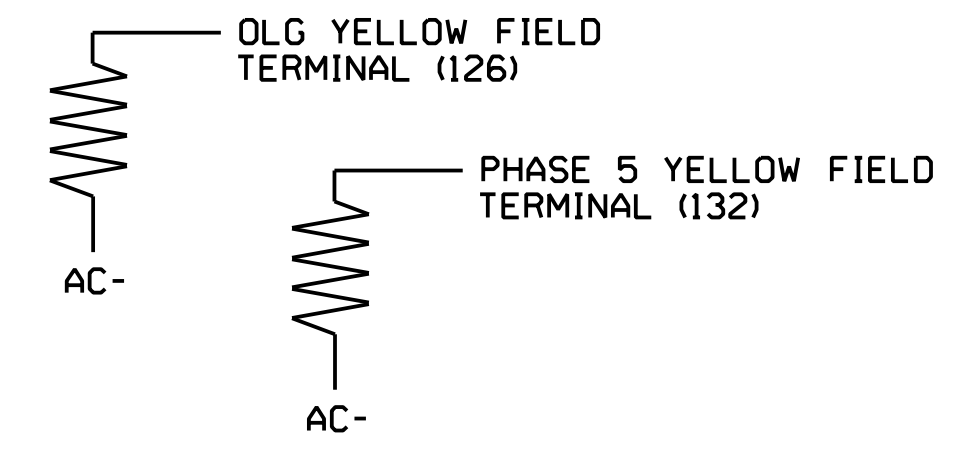 OLG YELLOW FIELD
TERMINAL (126)
AC-
PHASE 5 YELLOW FIELD
TERMINAL (132)
AC-